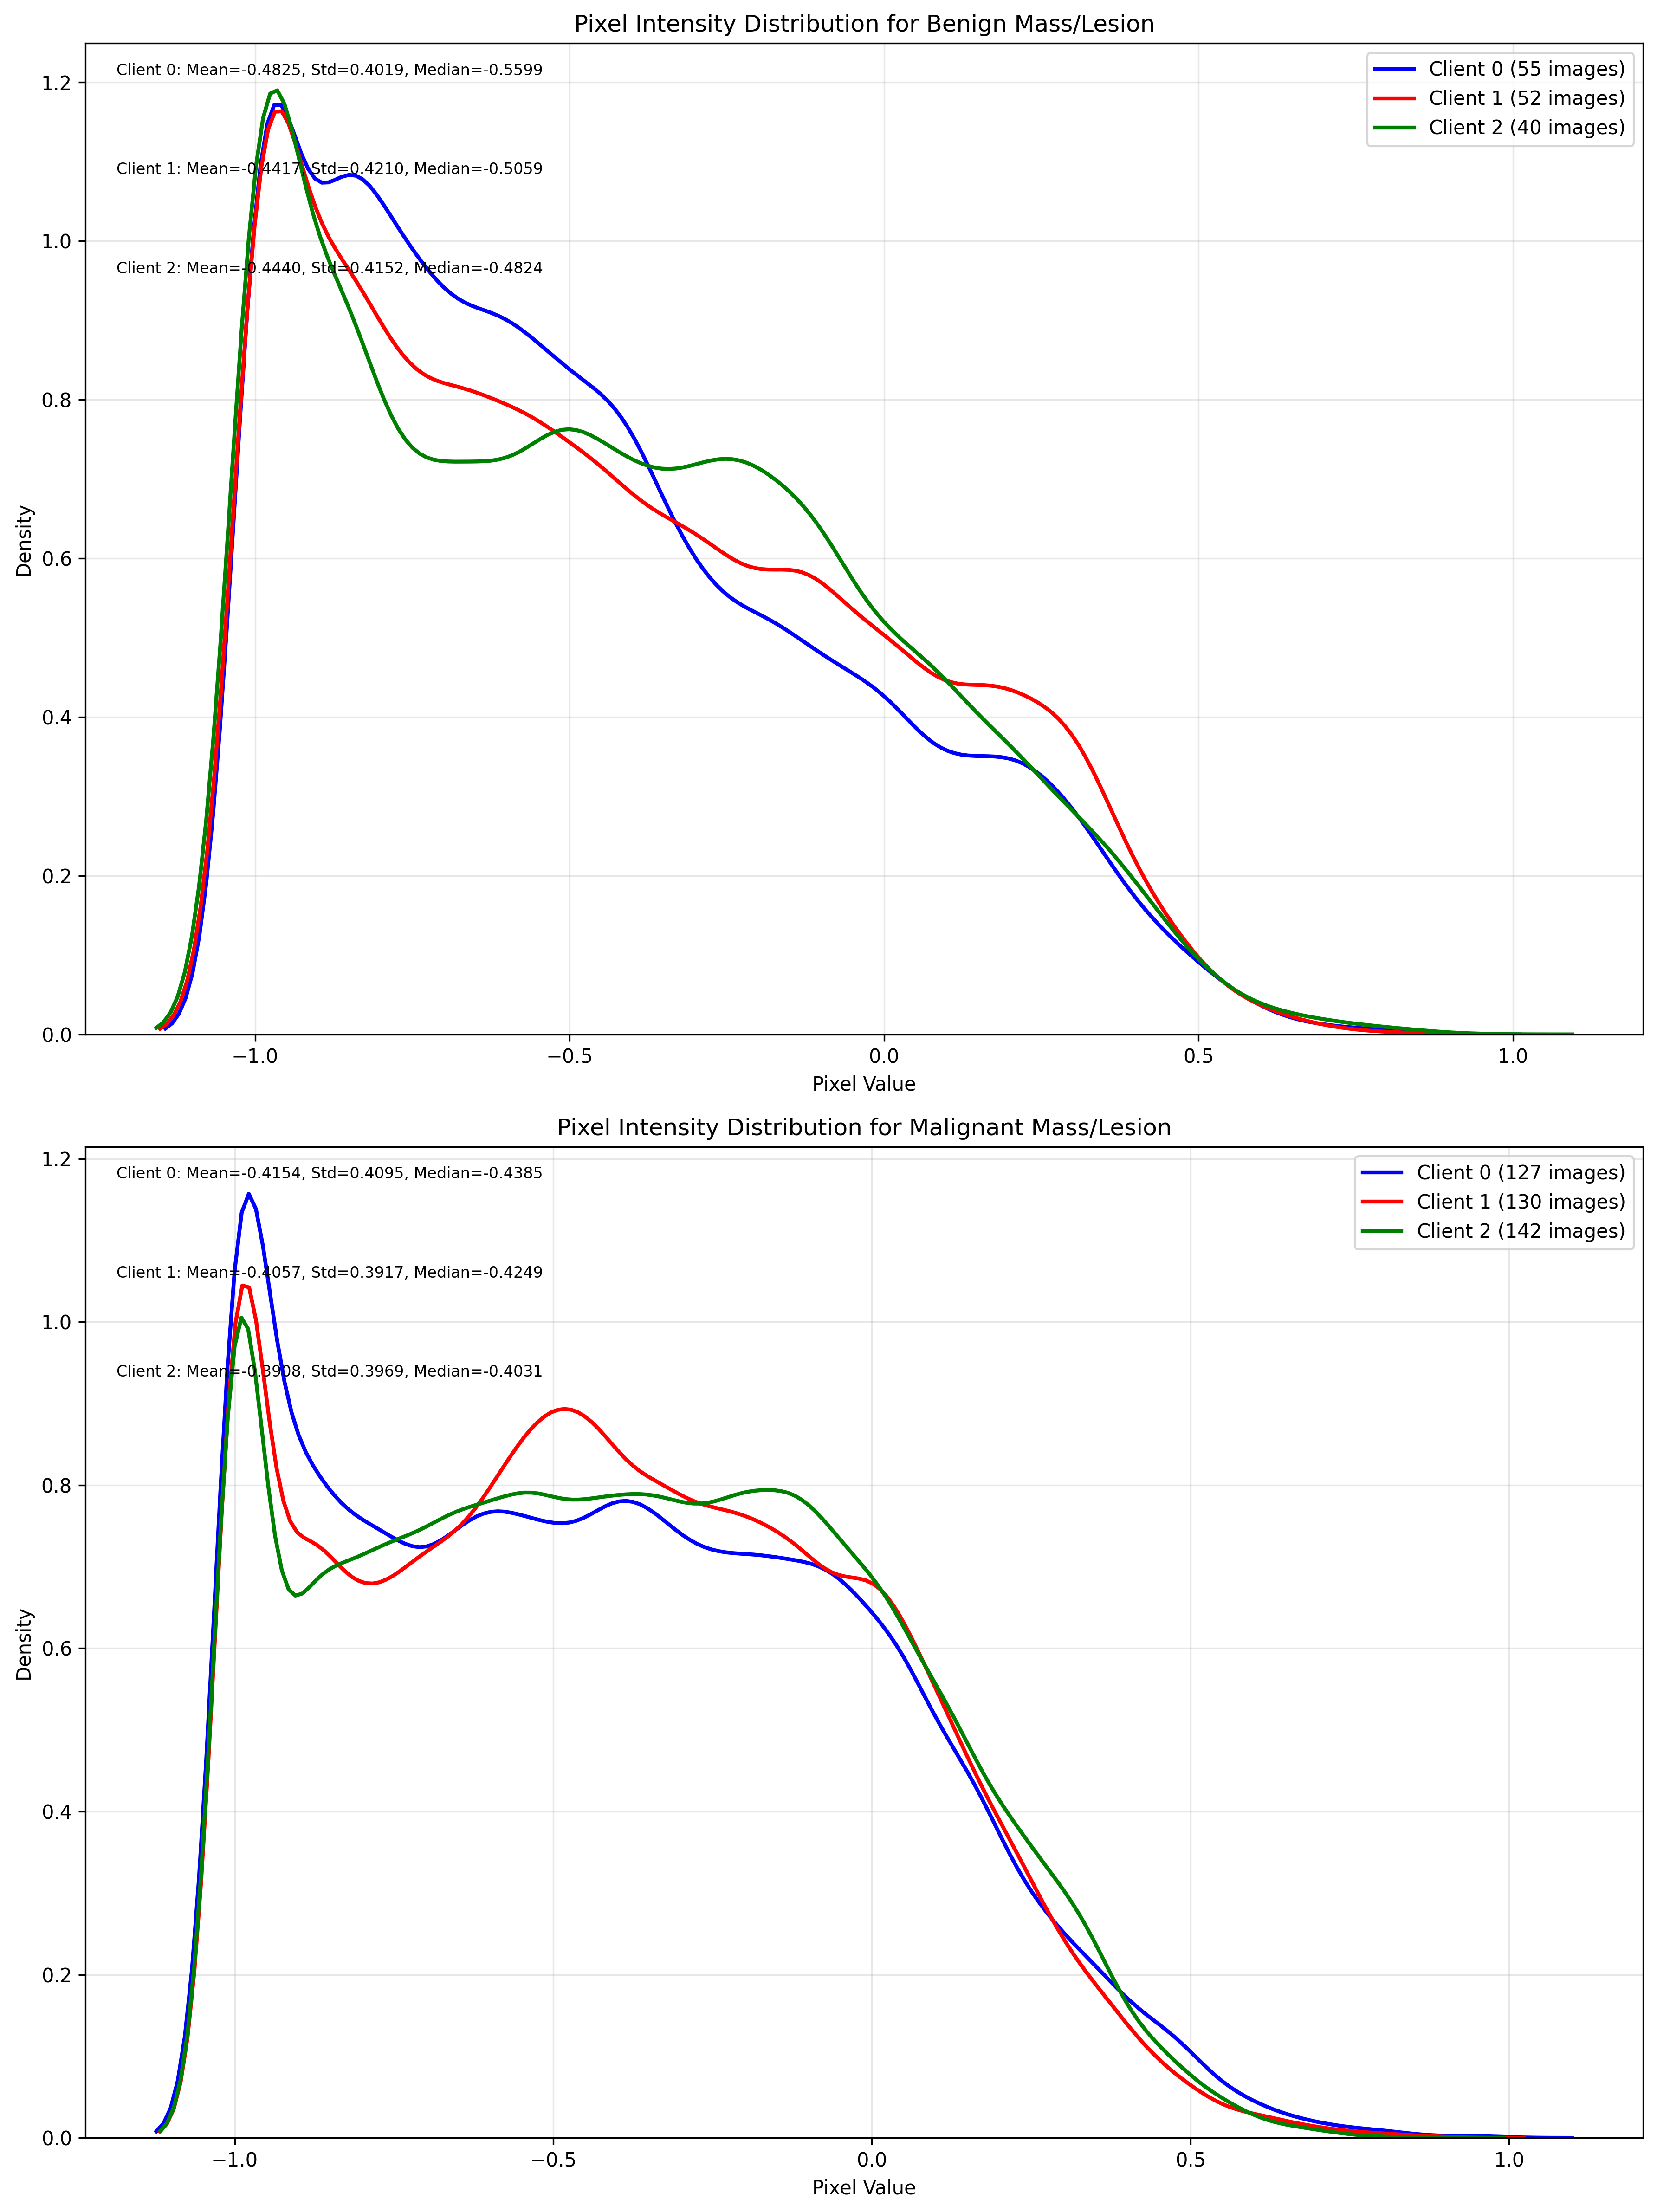 Pixel Intensity Distribution for Benign Mass/Lesion
Client 0: Mean=-0.4825, Std=0.4019, Median=-0.5599
Client 1: Mean=-0.4417, Std=0.4210, Median=-0.5059
Client 2: Mean=-0.4440, Std=0.4152, Median=-0.4824
Client 0 (55 images)
Client 1 (52 images)
Client 2 (40 images)
Density
1.2
1.0
0.8
0.6
0.4
0.2
0.0
−1.0
−0.5
0.0
0.5
1.0
Pixel Value
Pixel Intensity Distribution for Malignant Mass/Lesion
Client 0: Mean=-0.4154, Std=0.4095, Median=-0.4385
Client 1: Mean=-0.4057, Std=0.3917, Median=-0.4249
Client 2: Mean=-0.3908, Std=0.3969, Median=-0.4031
Client 0 (127 images)
Client 1 (130 images)
Client 2 (142 images)
Density
1.2
1.0
0.8
0.6
0.4
0.2
0.0
−1.0
−0.5
0.0
0.5
1.0
Pixel Value